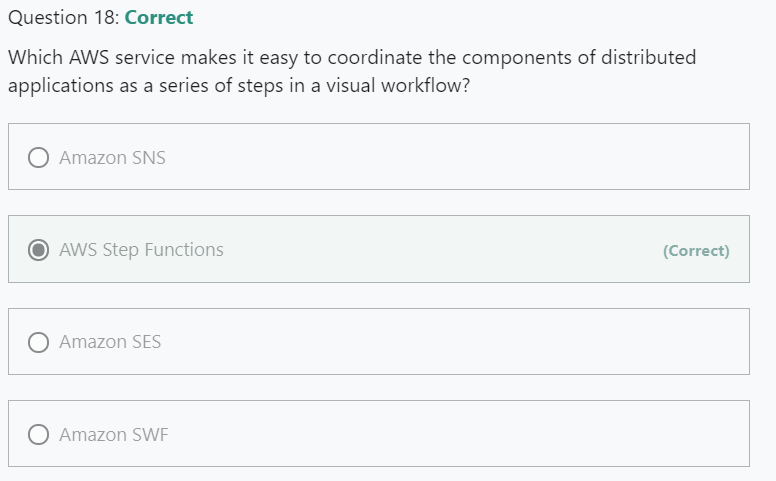 Question 18: Correct
Which AWS service makes it easy to coordinate the components of distributed
applications as a series of steps in a visual workflow?
Amazon SNS
AWS Step Functions (Correct)
Amazon SES
Amazon SWF